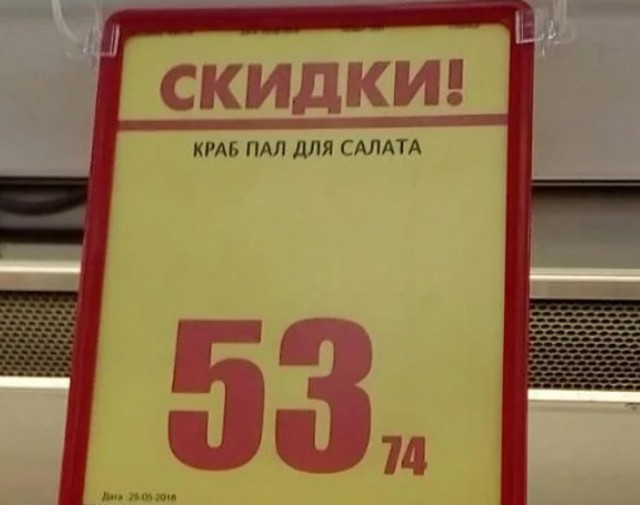 СКИДКИ!
КРАБ ПАЛ ДЛЯ САЛАТА
53 74
Дата :25-05-2016